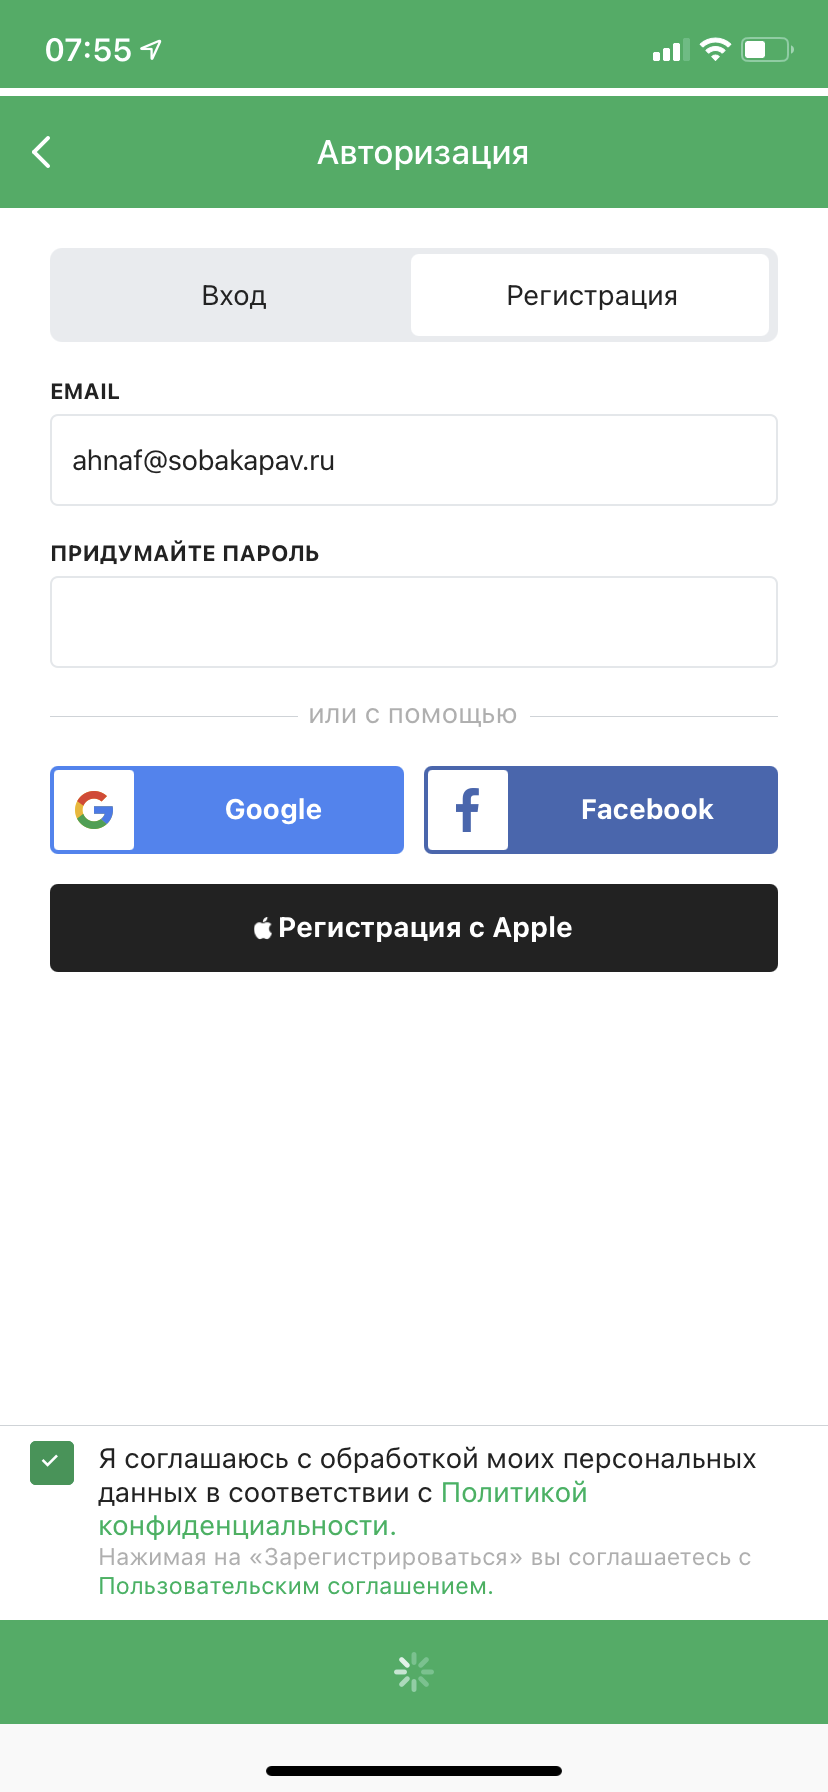 07:55
Авторизация
Вход
Регистрация
EMAIL
ahnaf@sobakapav.ru
ПРИДУМАЙТЕ ПАРОЛЬ
или с помощью
Google
Facebook
Регистрация с Apple
Я соглашаюсь с обработкой моих персональных
данных в соответствии с Политикой
конфиденциальности.
Нажимая на «Зарегистрироваться» вы соглашаетесь с
Пользовательским соглашением.